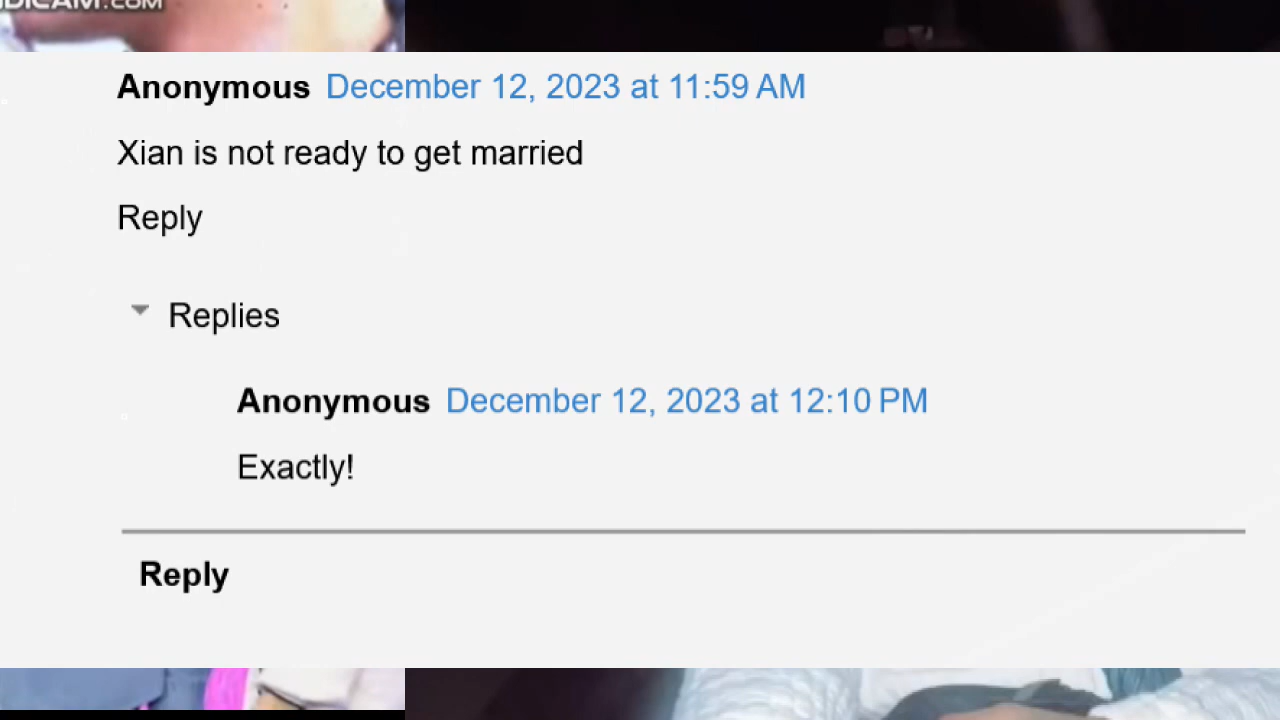 Anonymous December 12, 2023 at 11:59 AM
Xian is not ready to get married
Reply
Replies
Anonymous December 12, 2023 at 12:10 PM
Exactly!
Reply